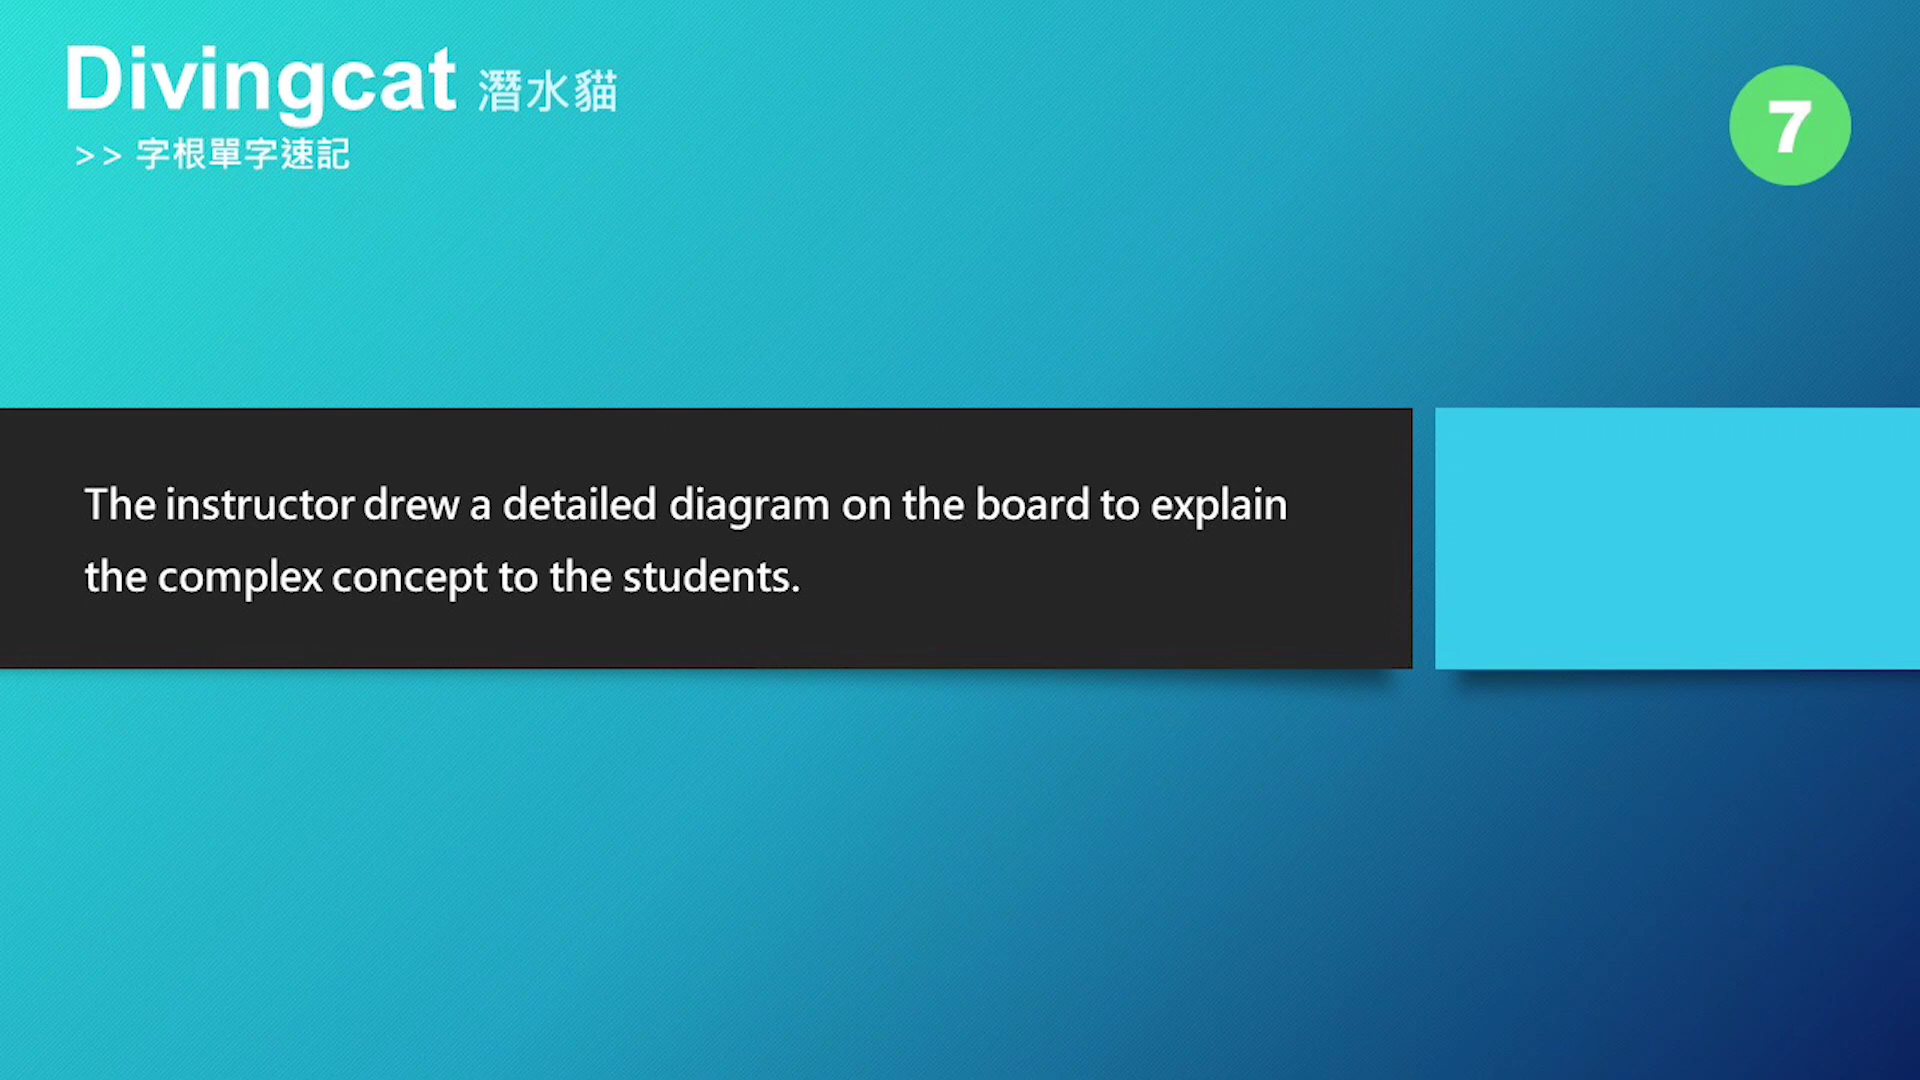 Divingcat 潛水貓
>> 字根單字速記
7
The instructor drew a detailed diagram on the board to explain
the complex concept to the students.